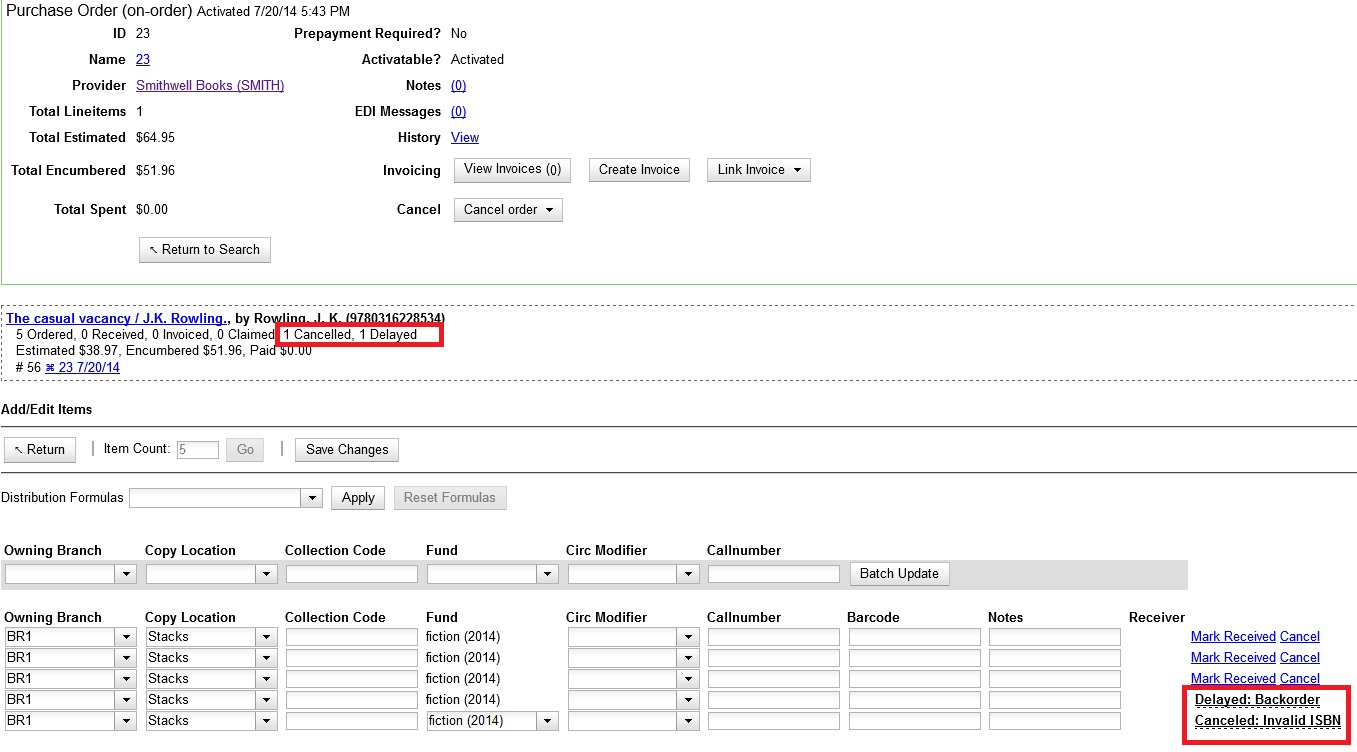 Purchase Order (on-order) Activated 7/20/14 5:43 PM
ID 23 Prepayment Required? No
Name 23 Activatable? Activated
Provider Smithwell Books (SMITH) Notes (0)
Total Lineitems 1 EDI Messages (0)
Total Estimated $64.95 History View
Total Encumbered $51.96 Invoicing View Invoices (0) Create Invoice Link Invoice
Total Spent $0.00 Cancel Cancel order
↖ Return to Search
The casual vacancy / J.K. Rowling., by Rowling, J. K. (9780316228534)
5 Ordered, 0 Received, 0 Invoiced, 0 Claimed, 1 Cancelled, 1 Delayed
Estimated $38.97, Encumbered $51.96, Paid $0.00
# 56 ⌘ 23 7/20/14
Add/Edit Items
↖ Return | Item Count: 5 Go | Save Changes
Distribution Formulas Apply Reset Formulas
Owning Branch Copy Location Collection Code Fund Circ Modifier Callnumber
Batch Update
Owning Branch Copy Location Collection Code Fund Circ Modifier Callnumber Barcode Notes Receiver
BR1 Stacks fiction (2014) Mark Received Cancel
BR1 Stacks fiction (2014) Mark Received Cancel
BR1 Stacks fiction (2014) Mark Received Cancel
BR1 Stacks fiction (2014) Delayed: Backorder
BR1 Stacks fiction (2014) Canceled: Invalid ISBN